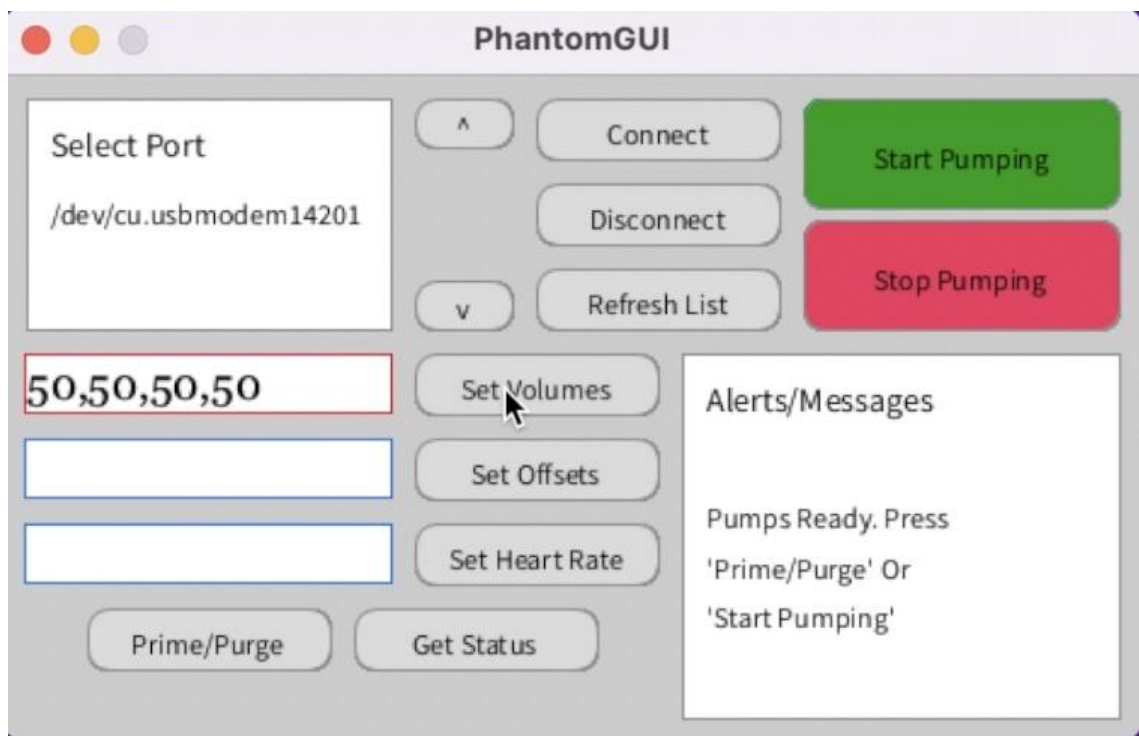 PhantomGUI
Select Port
/dev/cu.usbmodem14201
^
v
Connect
Disconnect
Refresh List
Start Pumping
Stop Pumping
50,50,50,50
Set Volumes
Set Offsets
Set Heart Rate
Prime/Purge
Get Status
Alerts/Messages
Pumps Ready. Press
'Prime/Purge' Or
'Start Pumping'